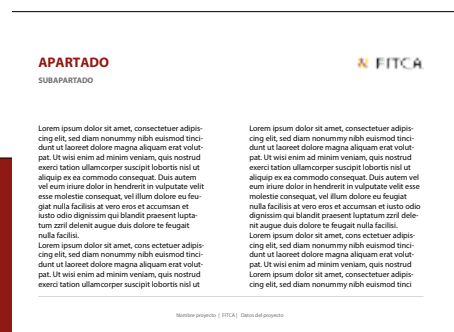 APARTADO
SUBAPARTADO
FITCA
Lorem ipsum dolor sit amet, consectetuer adipis-
cing elit, sed diam nonummy nibh euismod tinci-
dunt ut laoreet dolore magna aliquam erat volut-
pat. Ut wisi enim ad minim veniam, quis nostrud
exerci tation ullamcorper suscipit lobortis nisl ut
aliquip ex ea commodo consequat. Duis autem
vel eum iriure dolor in hendrerit in vulputate velit
esse molestie consequat, vel illum dolore eu feu-
giat nulla facilisis at vero eros et accumsan et
iusto odio dignissim qui blandit praesent lupta-
tum zzril delenit augue duis dolore te feugait
nulla facilisi.
Lorem ipsum dolor sit amet, cons ectetuer adipis-
cing elit, sed diam nonummy nibh euismod tinci-
dunt ut laoreet dolore magna aliquam erat volut-
pat. Ut wisi enim ad minim veniam, quis nostrud
exerci tation ullamcorper suscipit lobortis nisl ut
Lorem ipsum dolor sit amet, consectetuer adipis-
cing elit, sed diam nonummy nibh euismod tinci-
dunt ut laoreet dolore magna aliquam erat volut-
pat. Ut wisi enim ad minim veniam, quis nostrud
exerci tation ullamcorper suscipit lobortis nisl ut
aliquip ex ea commodo consequat. Duis autem vel
eum iriure dolor in hendrerit in vulputate velit esse
molestie consequat, vel illum dolore eu feugiat
nulla facilisis at vero eros et accumsan et iusto odio
dignissim qui blandit praesent luptatum zzril dele-
nit augue duis dolore te feugait nulla facilisi.
Lorem ipsum dolor sit amet, cons ectetuer adipis-
cing elit, sed diam nonummy nibh euismod tinci-
dunt ut laoreet dolore magna aliquam erat volut-
pat. Ut wisi enim ad minim veniam, quis nostrud
Lorem ipsum dolor sit amet, cons ectetuer adipis-
cing elit, sed diam nonummy nibh euismod tinci
Nombre proyecto | FITCA | Datos del proyecto